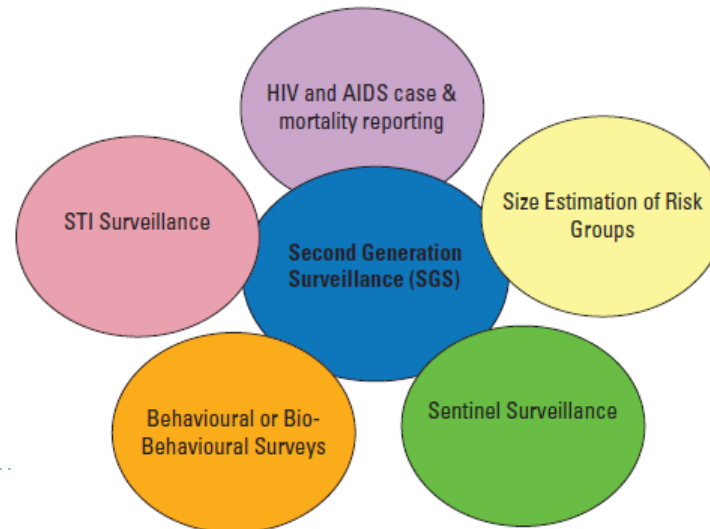 HIV and AIDS case &
mortality reporting
Size Estimation of Risk
Groups
STI Surveillance
Second Generation
Surveillance (SGS)
Sentinel Surveillance
Behavioural or Bio-
Behavioural Surveys